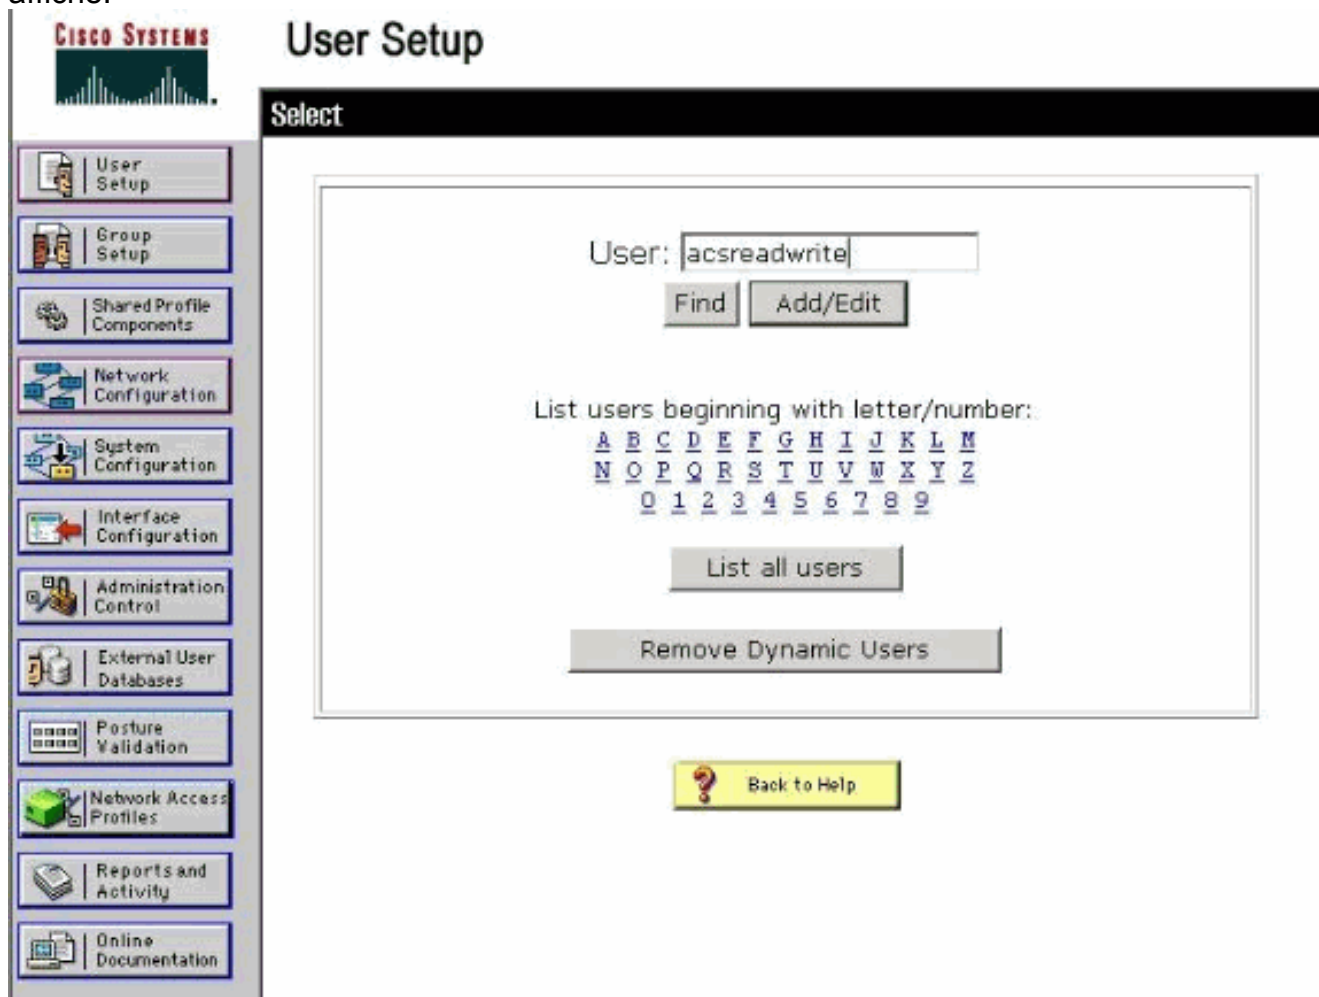 affiche.
CISCO SYSTEMS
User Setup
Select
User
Setup
Group
Setup
Shared Profile
Components
Network
Configuration
System
Configuration
Interface
Configuration
Administration
Control
External User
Databases
Posture
Validation
Network Access
Profiles
Reports and
Activity
Online
Documentation
User: acsreadwrite
Find Add/Edit
List users beginning with letter/number:
A B C D E F G H I J K L M
N O P Q R S T U V W X Y Z
0 1 2 3 4 5 6 7 8 9
List all users
Remove Dynamic Users
? Back to Help